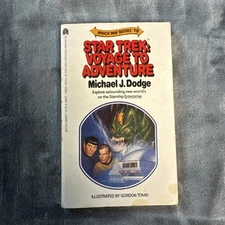 WHICH WAY BOOKS #15
STAR TREK:
VOYAGE TO
ADVENTURE
Michael J. Dodge
Explore astounding new worlds
on the Starship Enterprise
ILLUSTRATED BY GORDON TOMEI